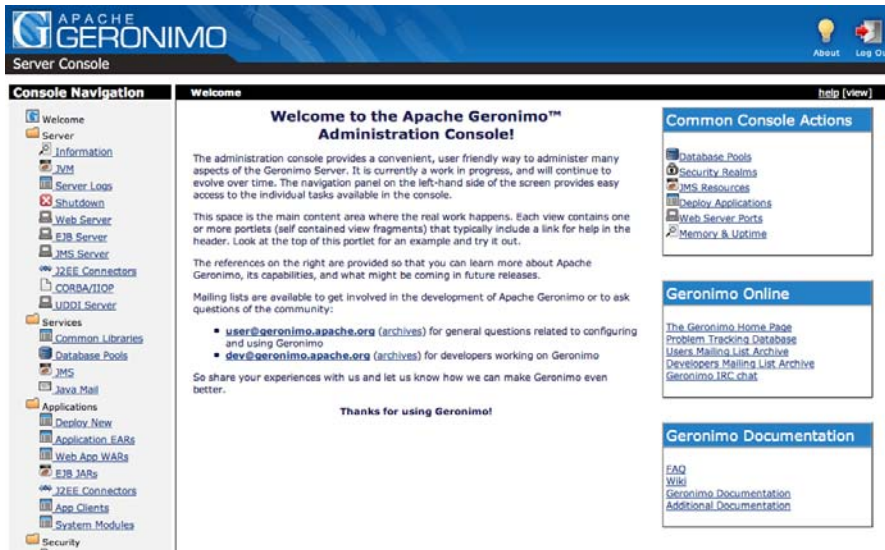 APACHE
GERONIMO
Server Console
About
Log Ou
Console Navigation
Welcome
Server
Information
JVM
Server Logs
Shutdown
Web Server
EJB Server
JMS Server
J2EE Connectors
CORBA/IIOP
UDDI Server
Services
Common Libraries
Database Pools
JMS
Java Mail
Applications
Deploy New
Application EARs
Web App WARs
EJB JARs
J2EE Connectors
App Clients
System Modules
Security
Welcome
help [view]
Welcome to the Apache Geronimo™
Administration Console!
The administration console provides a convenient, user friendly way to administer many
aspects of the Geronimo Server. It is currently a work in progress, and will continue to
evolve over time. The navigation panel on the left-hand side of the screen provides easy
access to the individual tasks available in the console.
This space is the main content area where the real work happens. Each view contains one
or more portlets (self contained view fragments) that typically include a link for help in the
header. Look at the top of this portlet for an example and try it out.
The references on the right are provided so that you can learn more about Apache
Geronimo, its capabilities, and what might be coming in future releases.
Mailing lists are available to get involved in the development of Apache Geronimo or to ask
questions of the community:
user@geronimo.apache.org (archives) for general questions related to configuring
and using Geronimo
dev@geronimo.apache.org (archives) for developers working on Geronimo
So share your experiences with us and let us know how we can make Geronimo even
better.
Thanks for using Geronimo!
Common Console Actions
Database Pools
Security Realms
JMS Resources
Deploy Applications
Web Server Ports
Memory & Uptime
Geronimo Online
The Geronimo Home Page
Problem Tracking Database
Users Mailing List Archive
Developers Mailing List Archive
Geronimo IRC chat
Geronimo Documentation
FAQ
Wiki
Geronimo Documentation
Additional Documentation